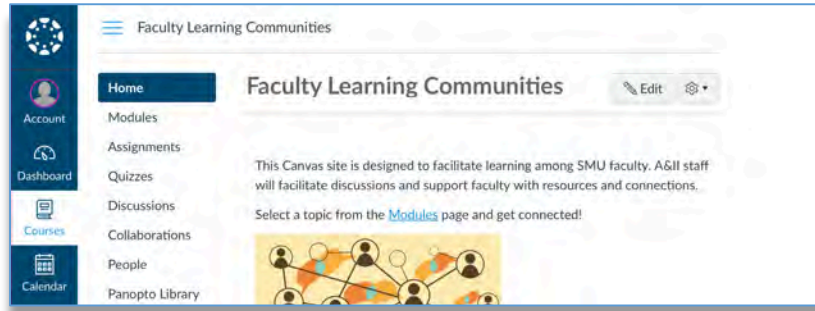 Faculty Learning Communities
Account
Dashboard
Courses
Calendar
Home
Modules
Assignments
Quizzes
Discussions
Collaborations
People
Panopto Library
Faculty Learning Communities
Edit
This Canvas site is designed to facilitate learning among SMU faculty. A&II staff
will facilitate discussions and support faculty with resources and connections.
Select a topic from the Modules page and get connected!